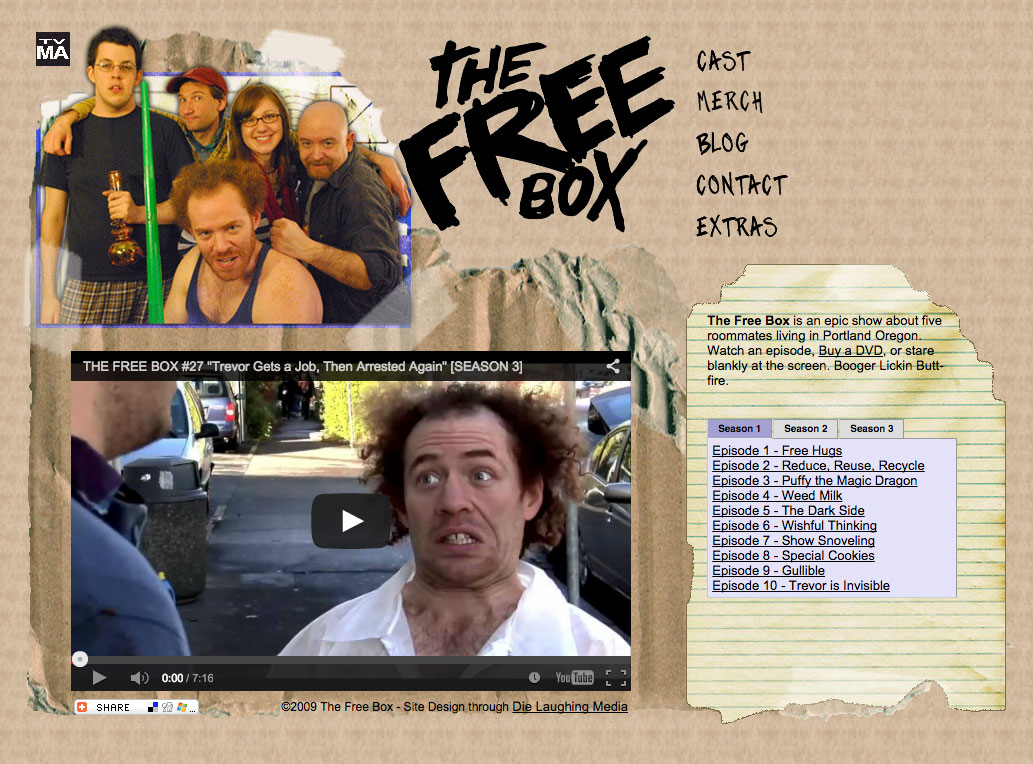 TV
MA
THE
FREE
BOX
CAST
MERCH
BLOG
CONTACT
EXTRAS
THE FREE BOX #27 "Trevor Gets a Job, Then Arrested Again" [SEASON 3]
0:00 / 7:16
YouTube
SHARE
...
©2009 The Free Box - Site Design through Die Laughing Media
The Free Box is an epic show about five
roommates living in Portland Oregon.
Watch an episode, Buy a DVD, or stare
blankly at the screen. Booger Lickin Butt-
fire.
Season 1 Season 2 Season 3
Episode 1 - Free Hugs
Episode 2 - Reduce, Reuse, Recycle
Episode 3 - Puffy the Magic Dragon
Episode 4 - Weed Milk
Episode 5 - The Dark Side
Episode 6 - Wishful Thinking
Episode 7 - Show Snoveling
Episode 8 - Special Cookies
Episode 9 - Gullible
Episode 10 - Trevor is Invisible